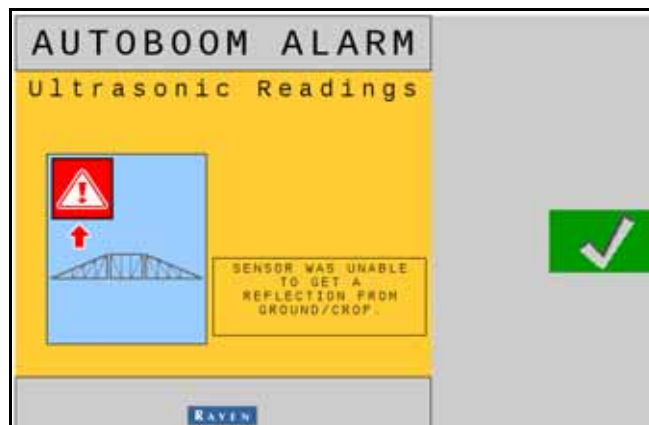 AUTOBOOM ALARM
Ultrasonic Readings
SENSOR WAS UNABLE
TO GET A
REFLECTION FROM
GROUND/CROP.
RAVEN